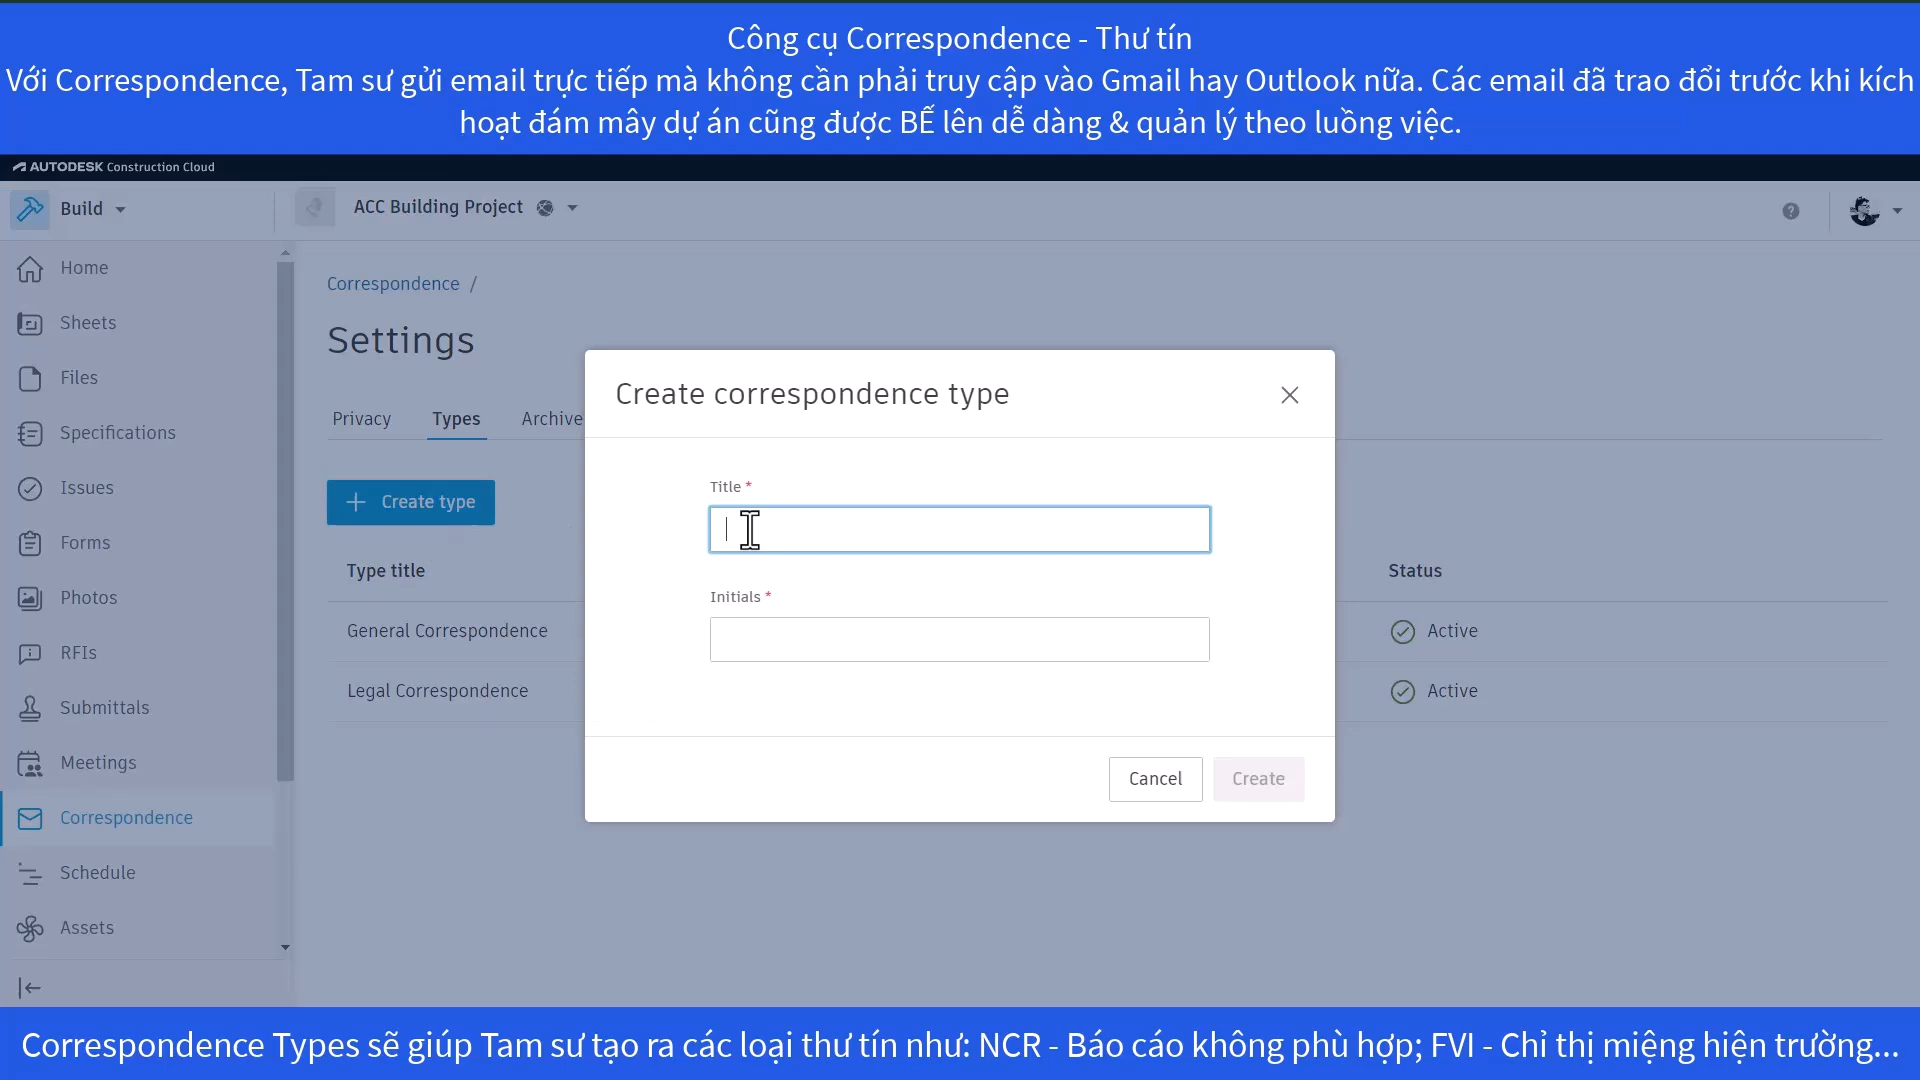 Công cụ Correspondence - Thư tín
Với Correspondence, Tam sư gửi email trực tiếp mà không cần phải truy cập vào Gmail hay Outlook nữa. Các email đã trao đổi trước khi kích
hoạt đám mây dự án cũng được BẾ lên dễ dàng & quản lý theo luồng việc.
AUTODESK Construction Cloud
Build
ACC Building Project
Home
Sheets
Files
Specifications
Issues
Forms
Photos
RFIs
Submittals
Meetings
Correspondence
Schedule
Assets
Correspondence /
Settings
Privacy Types Archive
Create type
Type title
Status
General Correspondence
Active
Legal Correspondence
Active
Create correspondence type
Title *
Initials *
Cancel
Create
Correspondence Types sẽ giúp Tam sư tạo ra các loại thư tín như: NCR - Báo cáo không phù hợp; FVI - Chỉ thị miệng hiện trường...